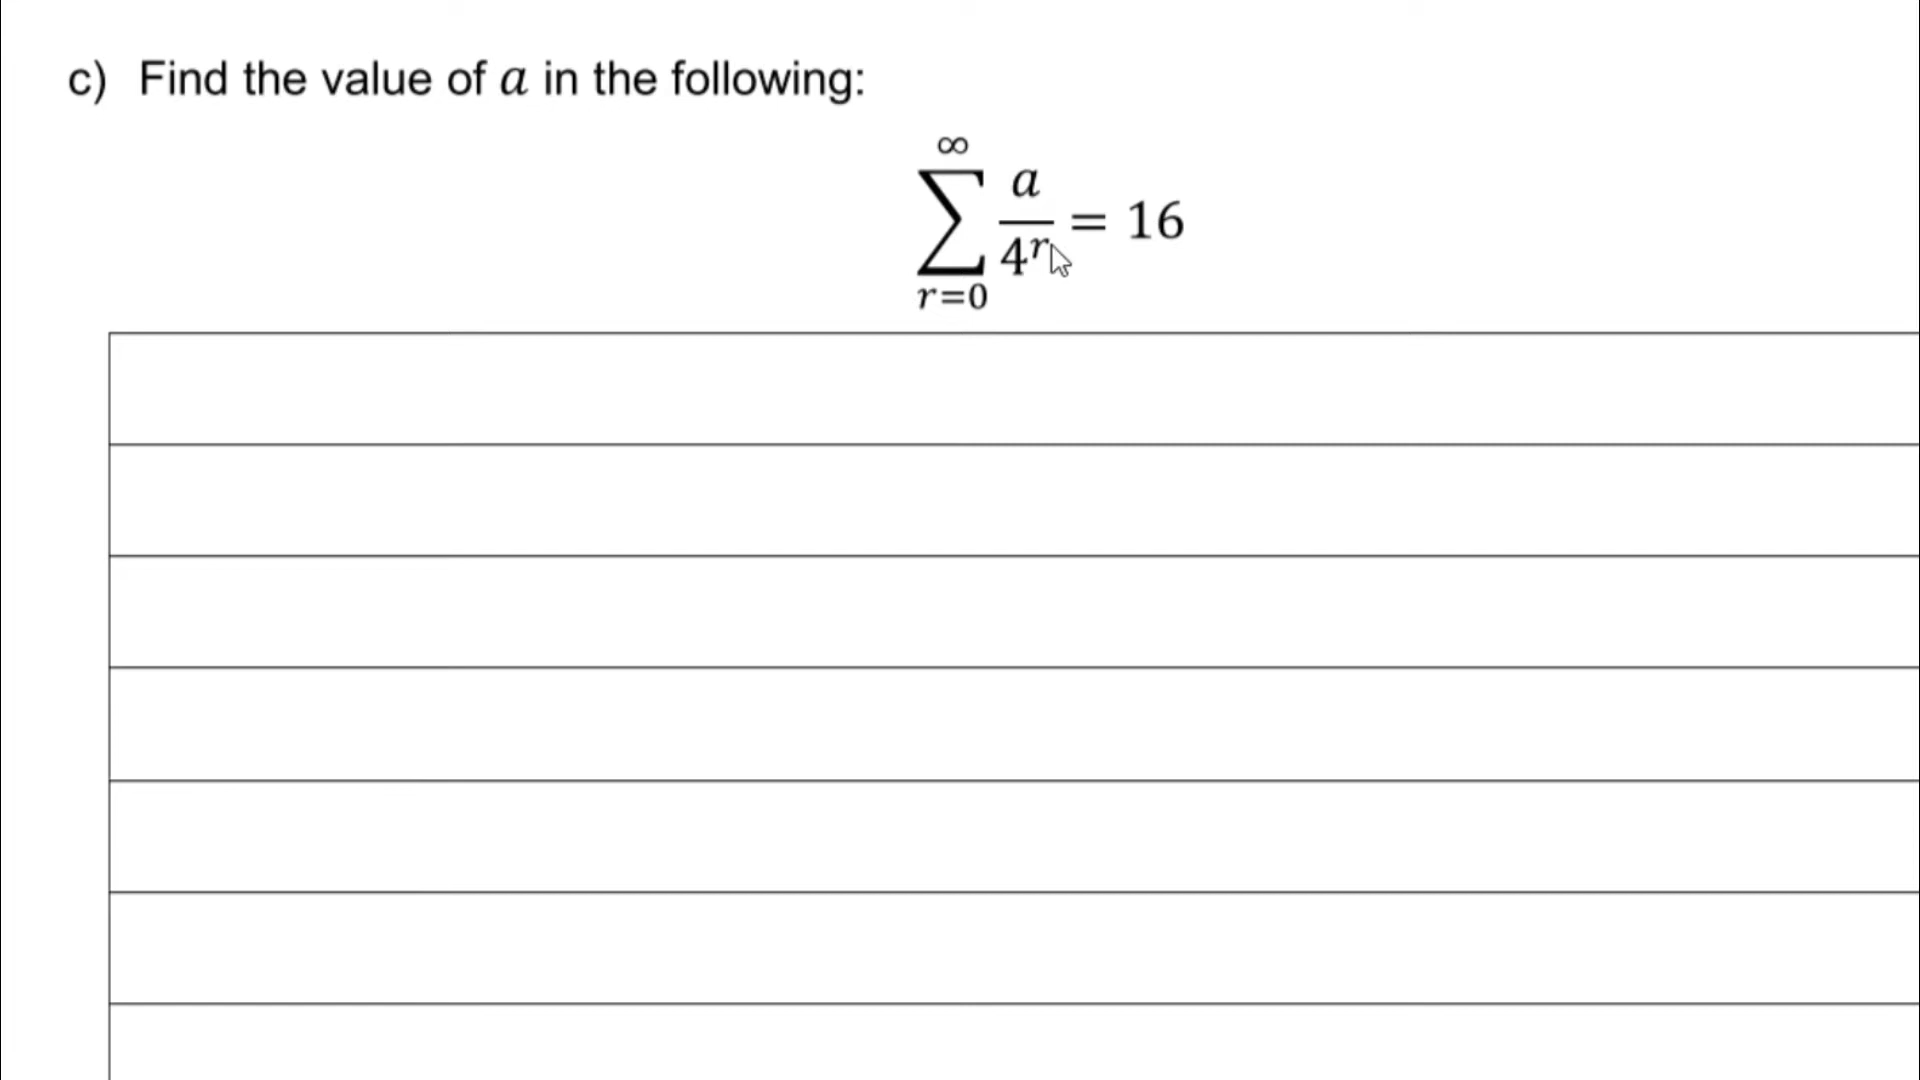 c) Find the value of a in the following:
∞
∑ a/4^r = 16
r=0